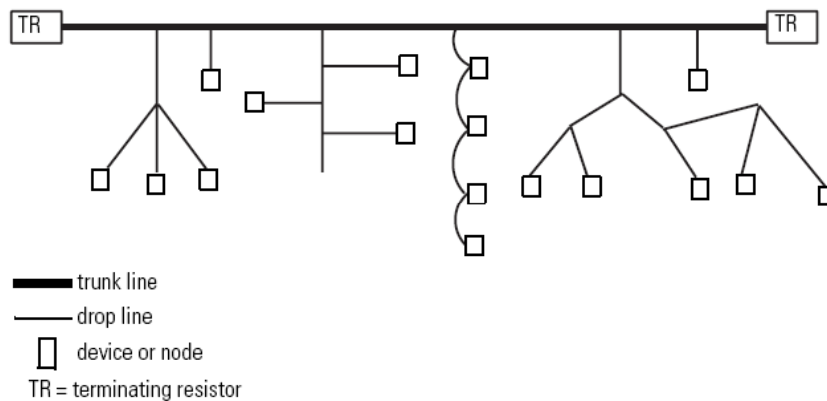 TR
TR
trunk line
drop line
device or node
TR = terminating resistor